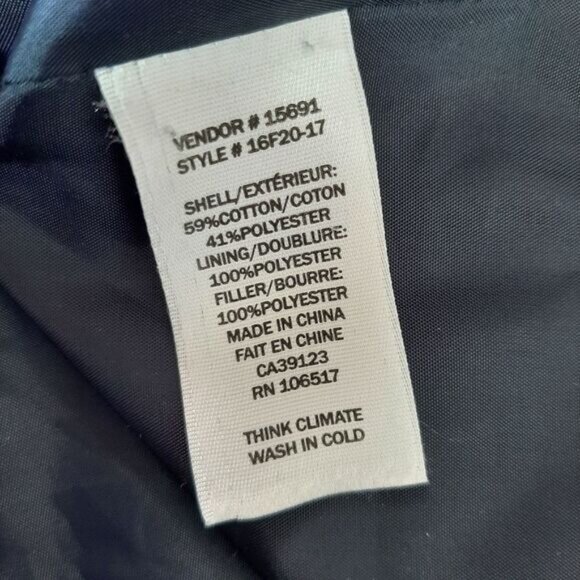 VENDOR # 15691
STYLE # 16F20-17
SHELL/EXTÉRIEUR:
59%COTTON/COTON
41%POLYESTER
LINING/DOUBLURE:
100%POLYESTER
FILLER/BOURRE:
100%POLYESTER
MADE IN CHINA
FAIT EN CHINE
CA39123
RN 106517
THINK CLIMATE
WASH IN COLD